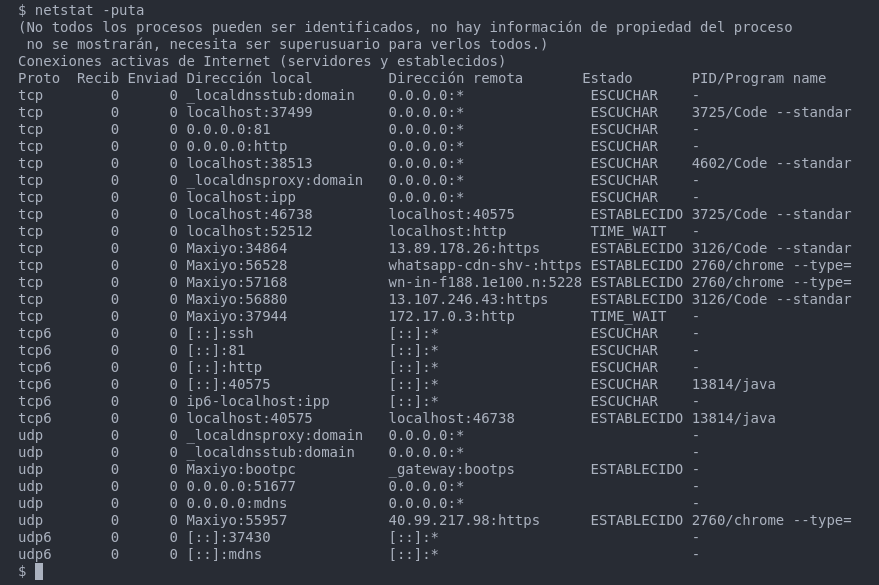 $ netstat -puta
(No todos los procesos pueden ser identificados, no hay información de propiedad del proceso
 no se mostrarán, necesita ser superusuario para verlos todos.)
Conexiones activas de Internet (servidores y establecidos)
Proto  Recib Enviad Dirección local         Dirección remota       Estado       PID/Program name
tcp        0      0 _localdnsstub:domain    0.0.0.0:*               ESCUCHAR    -
tcp        0      0 localhost:37499         0.0.0.0:*               ESCUCHAR    3725/Code --standar
tcp        0      0 0.0.0.0:81              0.0.0.0:*               ESCUCHAR    -
tcp        0      0 0.0.0.0:http            0.0.0.0:*               ESCUCHAR    -
tcp        0      0 localhost:38513         0.0.0.0:*               ESCUCHAR    4602/Code --standar
tcp        0      0 _localdnsproxy:domain   0.0.0.0:*               ESCUCHAR    -
tcp        0      0 localhost:ipp           0.0.0.0:*               ESCUCHAR    -
tcp        0      0 localhost:46738         localhost:40575         ESTABLECIDO 3725/Code --standar
tcp        0      0 localhost:52512         localhost:http          TIME_WAIT   -
tcp        0      0 Maxiyo:34864            13.89.178.26:https      ESTABLECIDO 3126/Code --standar
tcp        0      0 Maxiyo:56528            whatsapp-cdn-shv-:https ESTABLECIDO 2760/chrome --type=
tcp        0      0 Maxiyo:57168            wn-in-f188.1e100.n:5228 ESTABLECIDO 2760/chrome --type=
tcp        0      0 Maxiyo:56880            13.107.246.43:https     ESTABLECIDO 3126/Code --standar
tcp        0      0 Maxiyo:37944            172.17.0.3:http         TIME_WAIT   -
tcp6       0      0 [::]:ssh                [::]:*                  ESCUCHAR    -
tcp6       0      0 [::]:81                 [::]:*                  ESCUCHAR    -
tcp6       0      0 [::]:http               [::]:*                  ESCUCHAR    -
tcp6       0      0 [::]:40575              [::]:*                  ESCUCHAR    13814/java
tcp6       0      0 ip6-localhost:ipp       [::]:*                  ESCUCHAR    -
tcp6       0      0 localhost:40575         localhost:46738         ESTABLECIDO 13814/java
udp        0      0 _localdnsproxy:domain   0.0.0.0:*                           -
udp        0      0 _localdnsstub:domain    0.0.0.0:*                           -
udp        0      0 Maxiyo:bootpc           _gateway:bootps         ESTABLECIDO -
udp        0      0 0.0.0.0:51677           0.0.0.0:*                           -
udp        0      0 0.0.0.0:mdns            0.0.0.0:*                           -
udp        0      0 Maxiyo:55957            40.99.217.98:https      ESTABLECIDO 2760/chrome --type=
udp6       0      0 [::]:37430              [::]:*                              -
udp6       0      0 [::]:mdns               [::]:*                              -
$